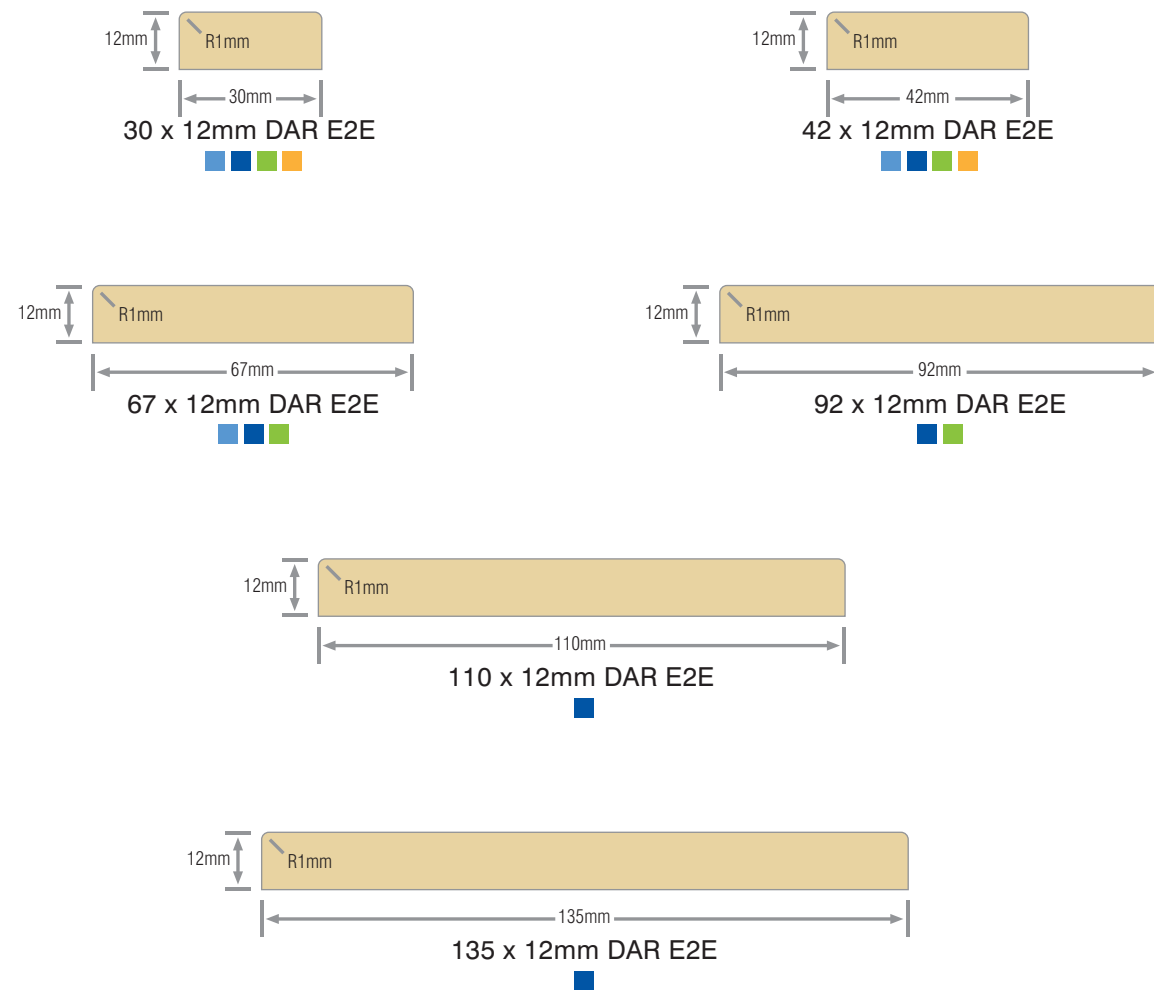 12mm
R1mm
30mm
30 x 12mm DAR E2E
12mm
R1mm
42mm
42 x 12mm DAR E2E
12mm
R1mm
67mm
67 x 12mm DAR E2E
12mm
R1mm
92mm
92 x 12mm DAR E2E
12mm
R1mm
110mm
110 x 12mm DAR E2E
12mm
R1mm
135mm
135 x 12mm DAR E2E